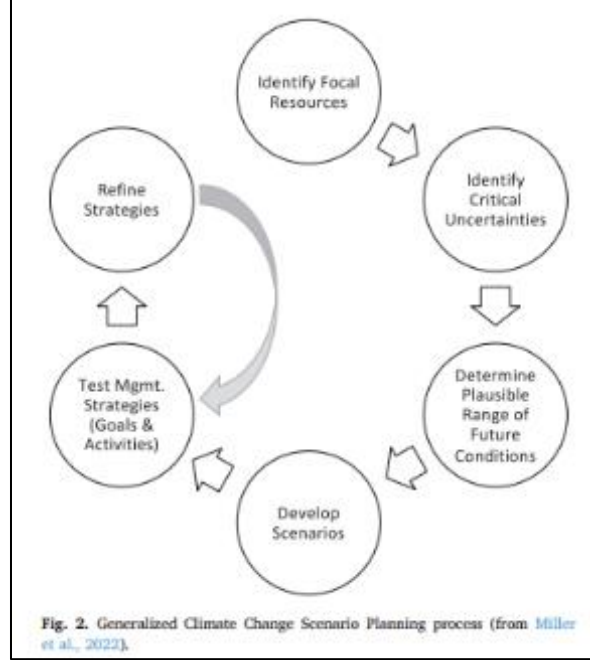 Identify Focal
Resources
Identify
Critical
Uncertainties
Determine
Plausible
Range of
Future
Conditions
Develop
Scenarios
Test Mgmt.
Strategies
(Goals &
Activities)
Refine
Strategies
Fig. 2. Generalized Climate Change Scenario Planning process (from Miller
et al., 2022).